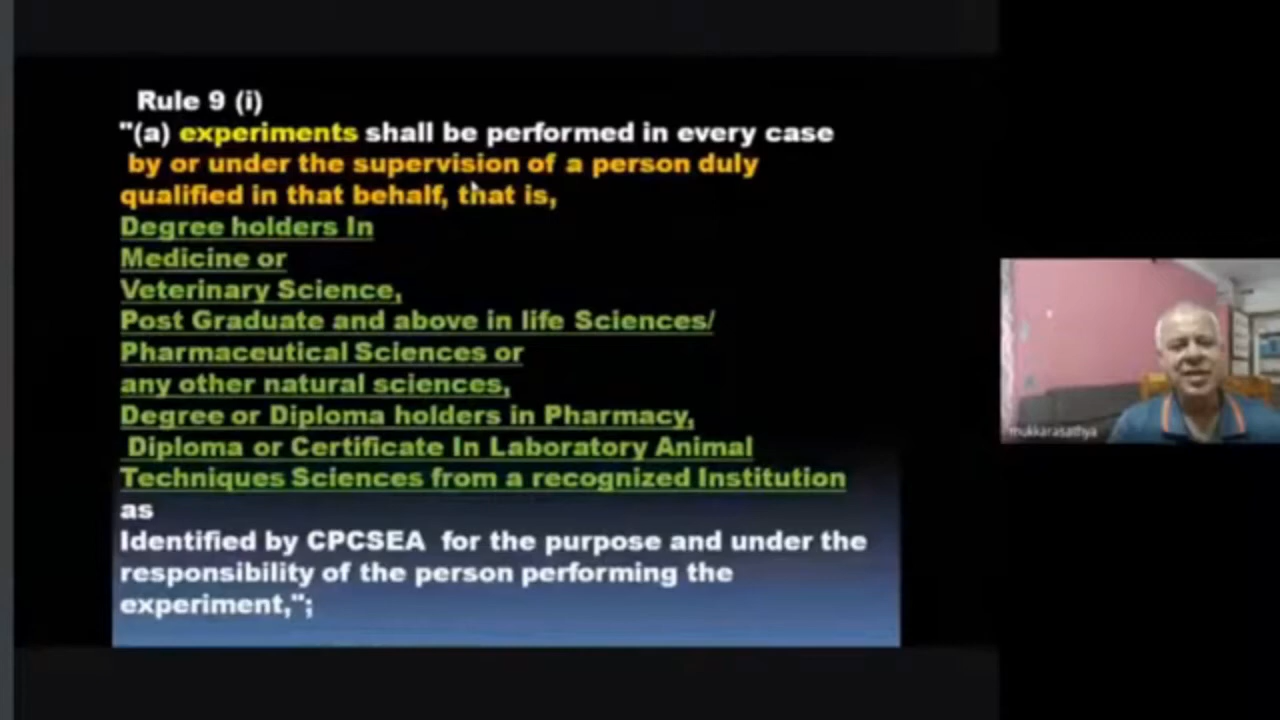 Rule 9 (i)
"(a) experiments shall be performed in every case
by or under the supervision of a person duly
qualified in that behalf, that is,
Degree holders In
Medicine or
Veterinary Science,
Post Graduate and above in life Sciences/
Pharmaceutical Sciences or
any other natural sciences,
Degree or Diploma holders in Pharmacy,
Diploma or Certificate In Laboratory Animal
Techniques Sciences from a recognized Institution
as
Identified by CPCSEA for the purpose and under the
responsibility of the person performing the
experiment,";
mukkarasathya